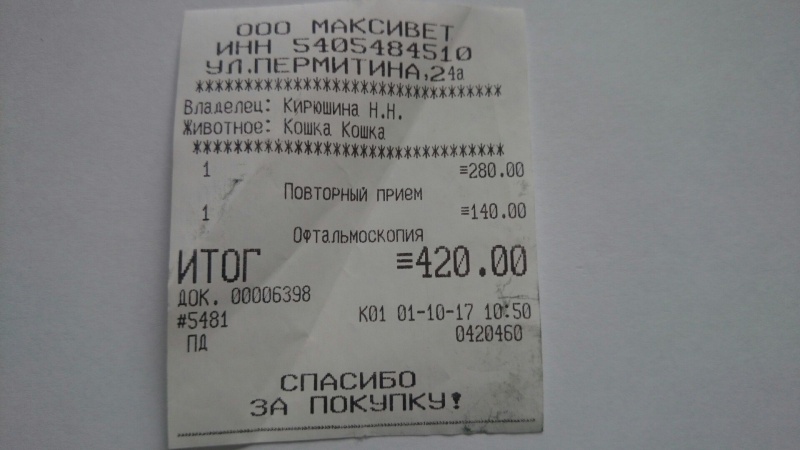 ООО МАКСИВЕТ
ИНН 5405484510
УЛ.ПЕРМИТИНА,24а
********************************
Владелец: Кирюшина Н.Н.
Животное: Кошка Кошка
********************************
1 ≡280.00
Повторный прием
1 ≡140.00
Офтальмоскопия
ИТОГ ≡420.00
ДОК. 00006398
#5481 К01 01-10-17 10:50
ПД 0420460
СПАСИБО
ЗА ПОКУПКУ!